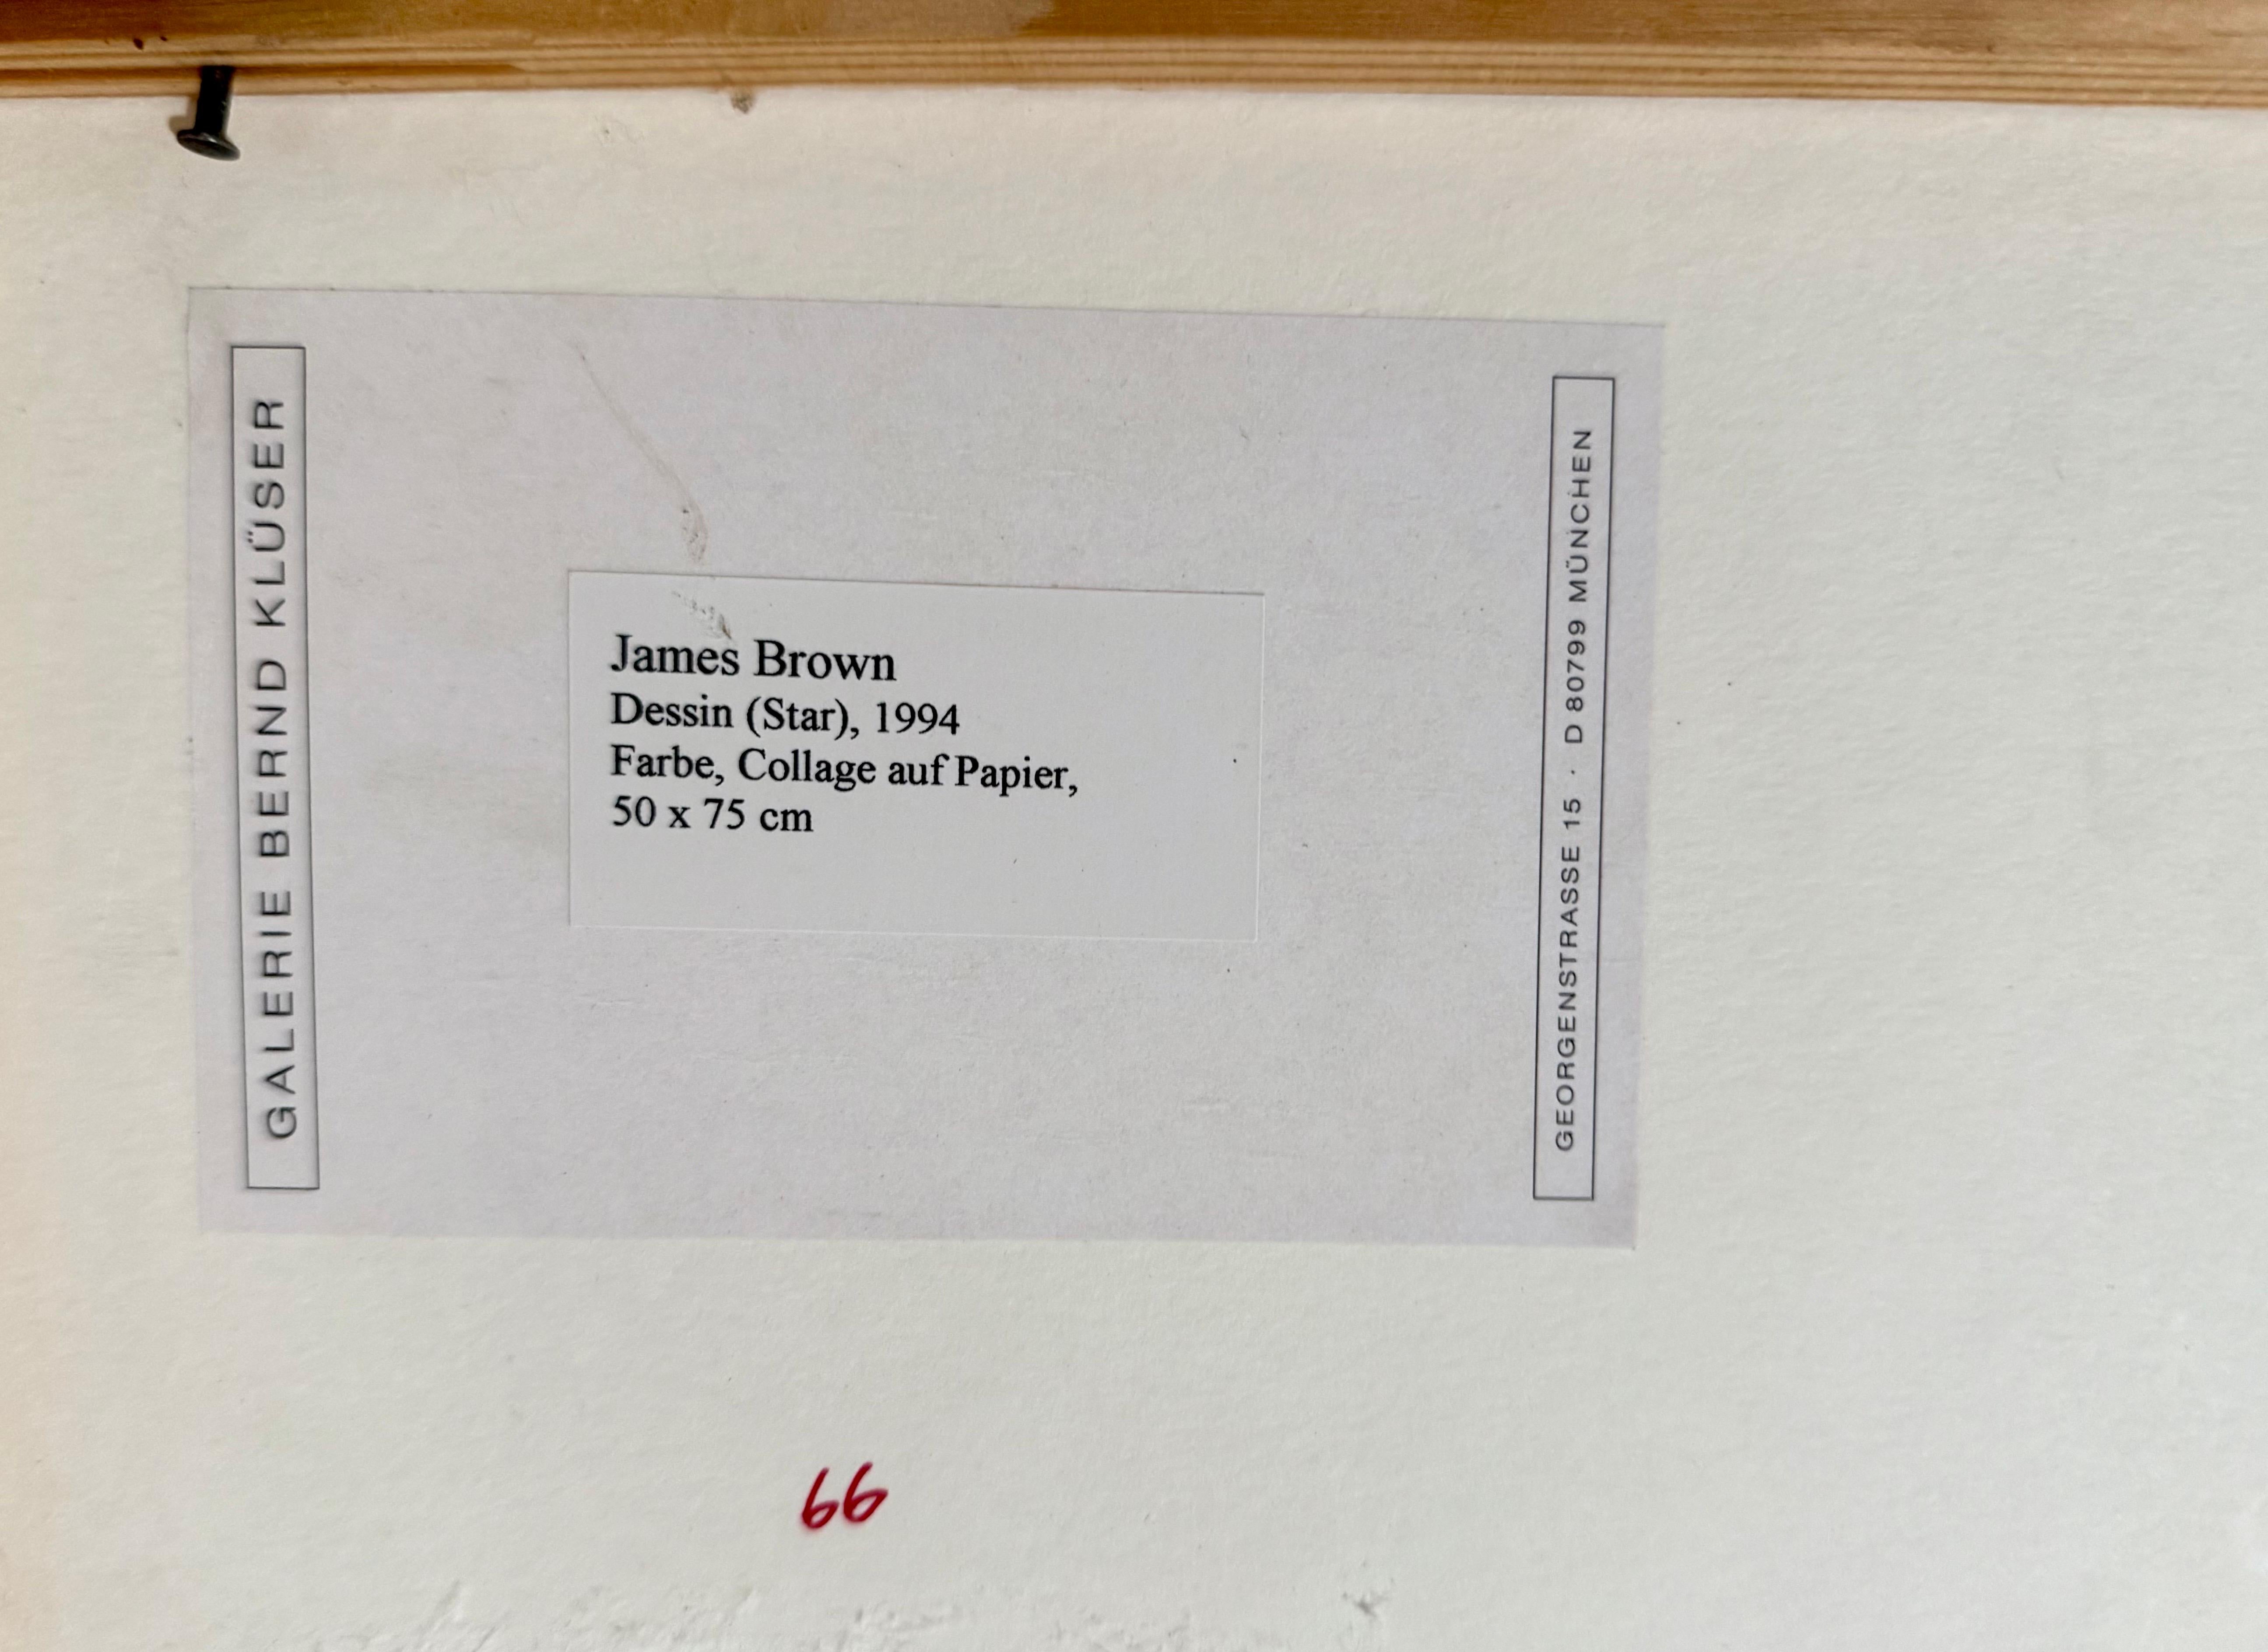 GALERIE BERND KLÜSER
James Brown
Dessin (Star), 1994
Farbe, Collage auf Papier,
50 x 75 cm
GEORGENSTRASSE 15 · D 80799 MÜNCHEN
66